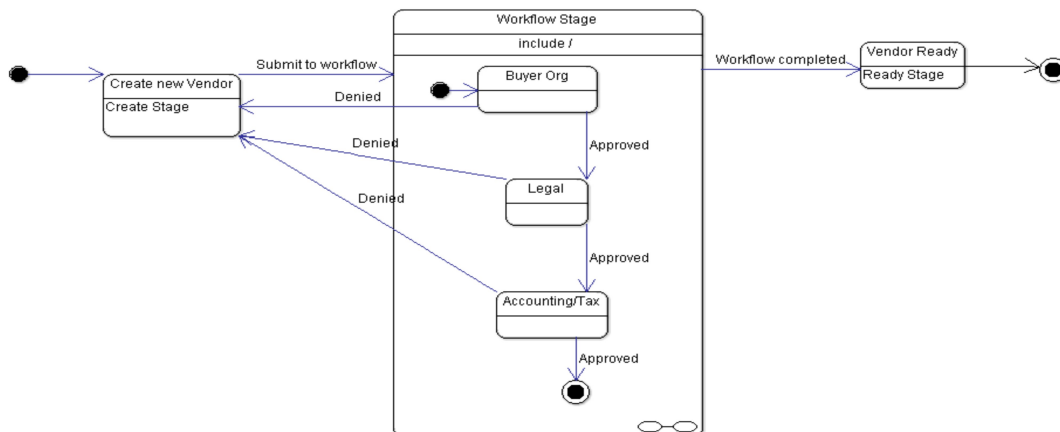 Workflow Stage
include /
Create new Vendor
Create Stage
Submit to workflow
Buyer Org
Denied
Approved
Denied
Legal
Denied
Approved
Accounting/Tax
Approved
Workflow completed
Vendor Ready
Ready Stage